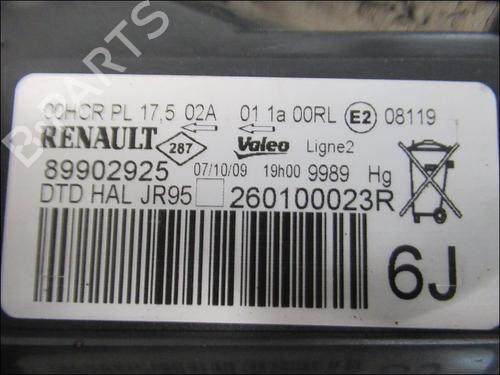 00HCR PL 17,5 02A 01 1a 00RL E2 08119
RENAULT 287 Valeo Ligne2
89902925 07/10/09 19h00 9989 Hg
DTD HAL JR95 260100023R
6J
B-PARTS